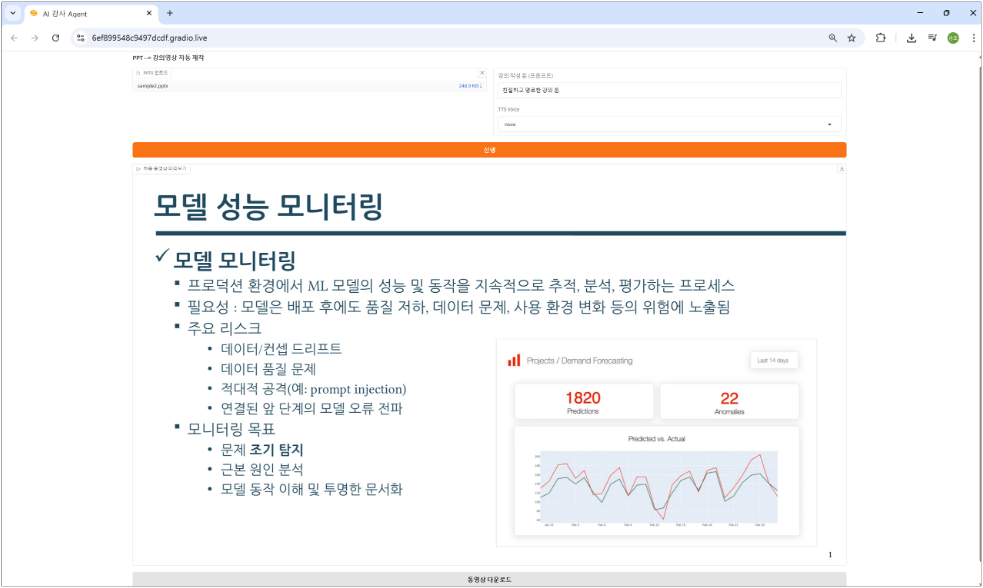 AI 강사 Agent
6ef899548c9497dcdf.gradio.live
PPT → 강의영상 자동 제작
PPTX 업로드
sample2.pptx
강의 작성 톤 (프롬프트)
친절하고 명료한 강의 톤
TTS Voice
nova
실행
모델 성능 모니터링
✓ 모델 모니터링
▪ 프로덕션 환경에서 ML 모델의 성능 및 동작을 지속적으로 추적, 분석, 평가하는 프로세스
▪ 필요성 : 모델은 배포 후에도 품질 저하, 데이터 문제, 사용 환경 변화 등의 위험에 노출됨
▪ 주요 리스크
• 데이터/컨셉 드리프트
• 데이터 품질 문제
• 적대적 공격(예: prompt injection)
• 연결된 앞 단계의 모델 오류 전파
▪ 모니터링 목표
• 문제 조기 탐지
• 근본 원인 분석
• 모델 동작 이해 및 투명한 문서화
Projects / Demand Forecasting
Last 14 days
1820
Predictions
22
Anomalies
Predicted vs. Actual
1
동영상 다운로드